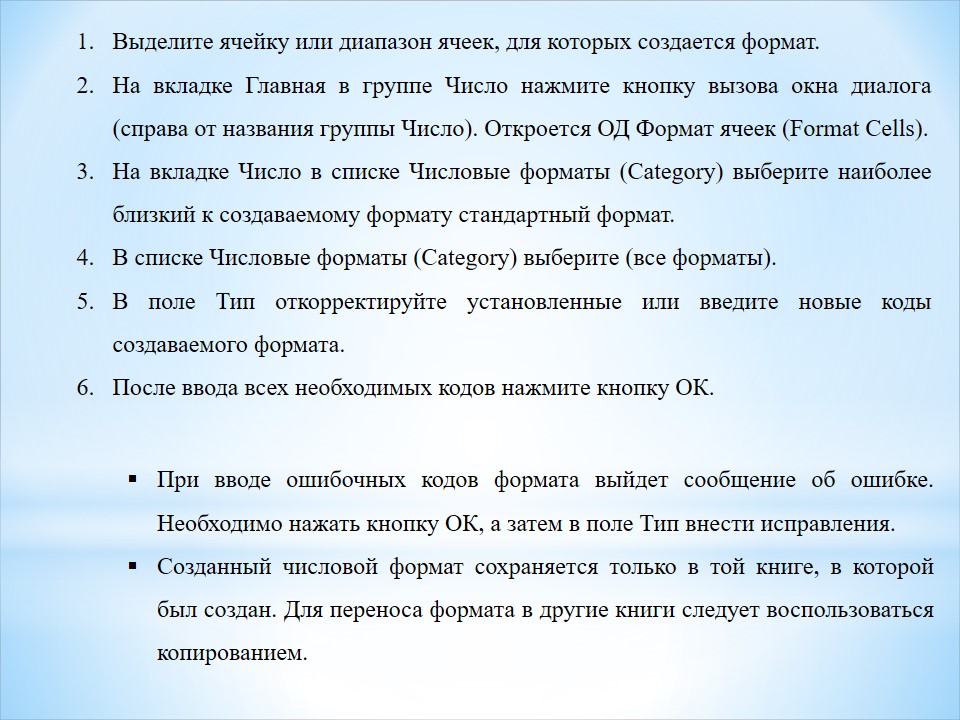 1. Выделите ячейку или диапазон ячеек, для которых создается формат.
2. На вкладке Главная в группе Число нажмите кнопку вызова окна диалога
(справа от названия группы Число). Откроется ОД Формат ячеек (Format Cells).
3. На вкладке Число в списке Числовые форматы (Category) выберите наиболее
близкий к создаваемому формату стандартный формат.
4. В списке Числовые форматы (Category) выберите (все форматы).
5. В поле Тип откорректируйте установленные или введите новые коды
создаваемого формата.
6. После ввода всех необходимых кодов нажмите кнопку ОК.
▪ При вводе ошибочных кодов формата выйдет сообщение об ошибке.
Необходимо нажать кнопку ОК, а затем в поле Тип внести исправления.
▪ Созданный числовой формат сохраняется только в той книге, в которой
был создан. Для переноса формата в другие книги следует воспользоваться
копированием.